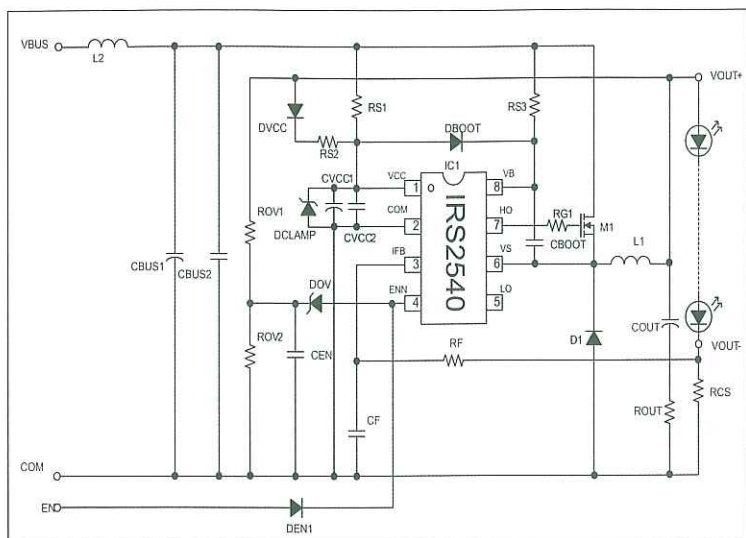 VBUS
L2
VOUT+
RS1
RS3
DVCC
DBOOT
RS2
IC1
CVCC1
VCC
1
8
VB
COM
2
7
HO
RG1
M1
DCLAMP
CVCC2
ROV1
IRS2540
CBOOT
L1
IFB
3
6
VS
CBUS1
CBUS2
DOV
ENN
4
5
LO
ROV2
CEN
RF
D1
COUT
VOUT-
RCS
CF
ROUT
COM
EN
DEN1